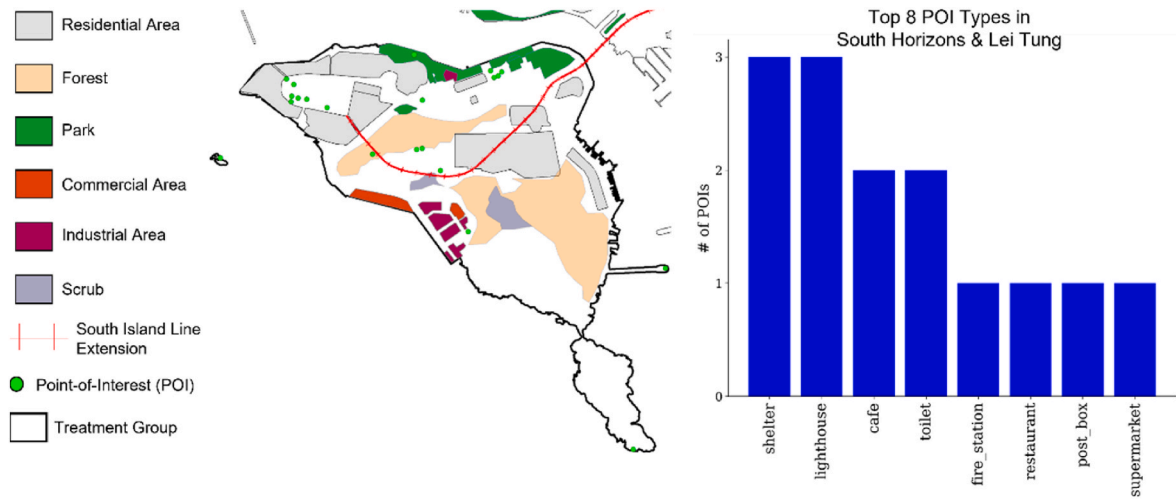 Residential Area
Forest
Park
Commercial Area
Industrial Area
Scrub
South Island Line
Extension
Point-of-Interest (POI)
Treatment Group
Top 8 POI Types in
South Horizons & Lei Tung
# of POIs
3
2
1
0
shelter
lighthouse
cafe
toilet
fire_station
restaurant
post_box
supermarket